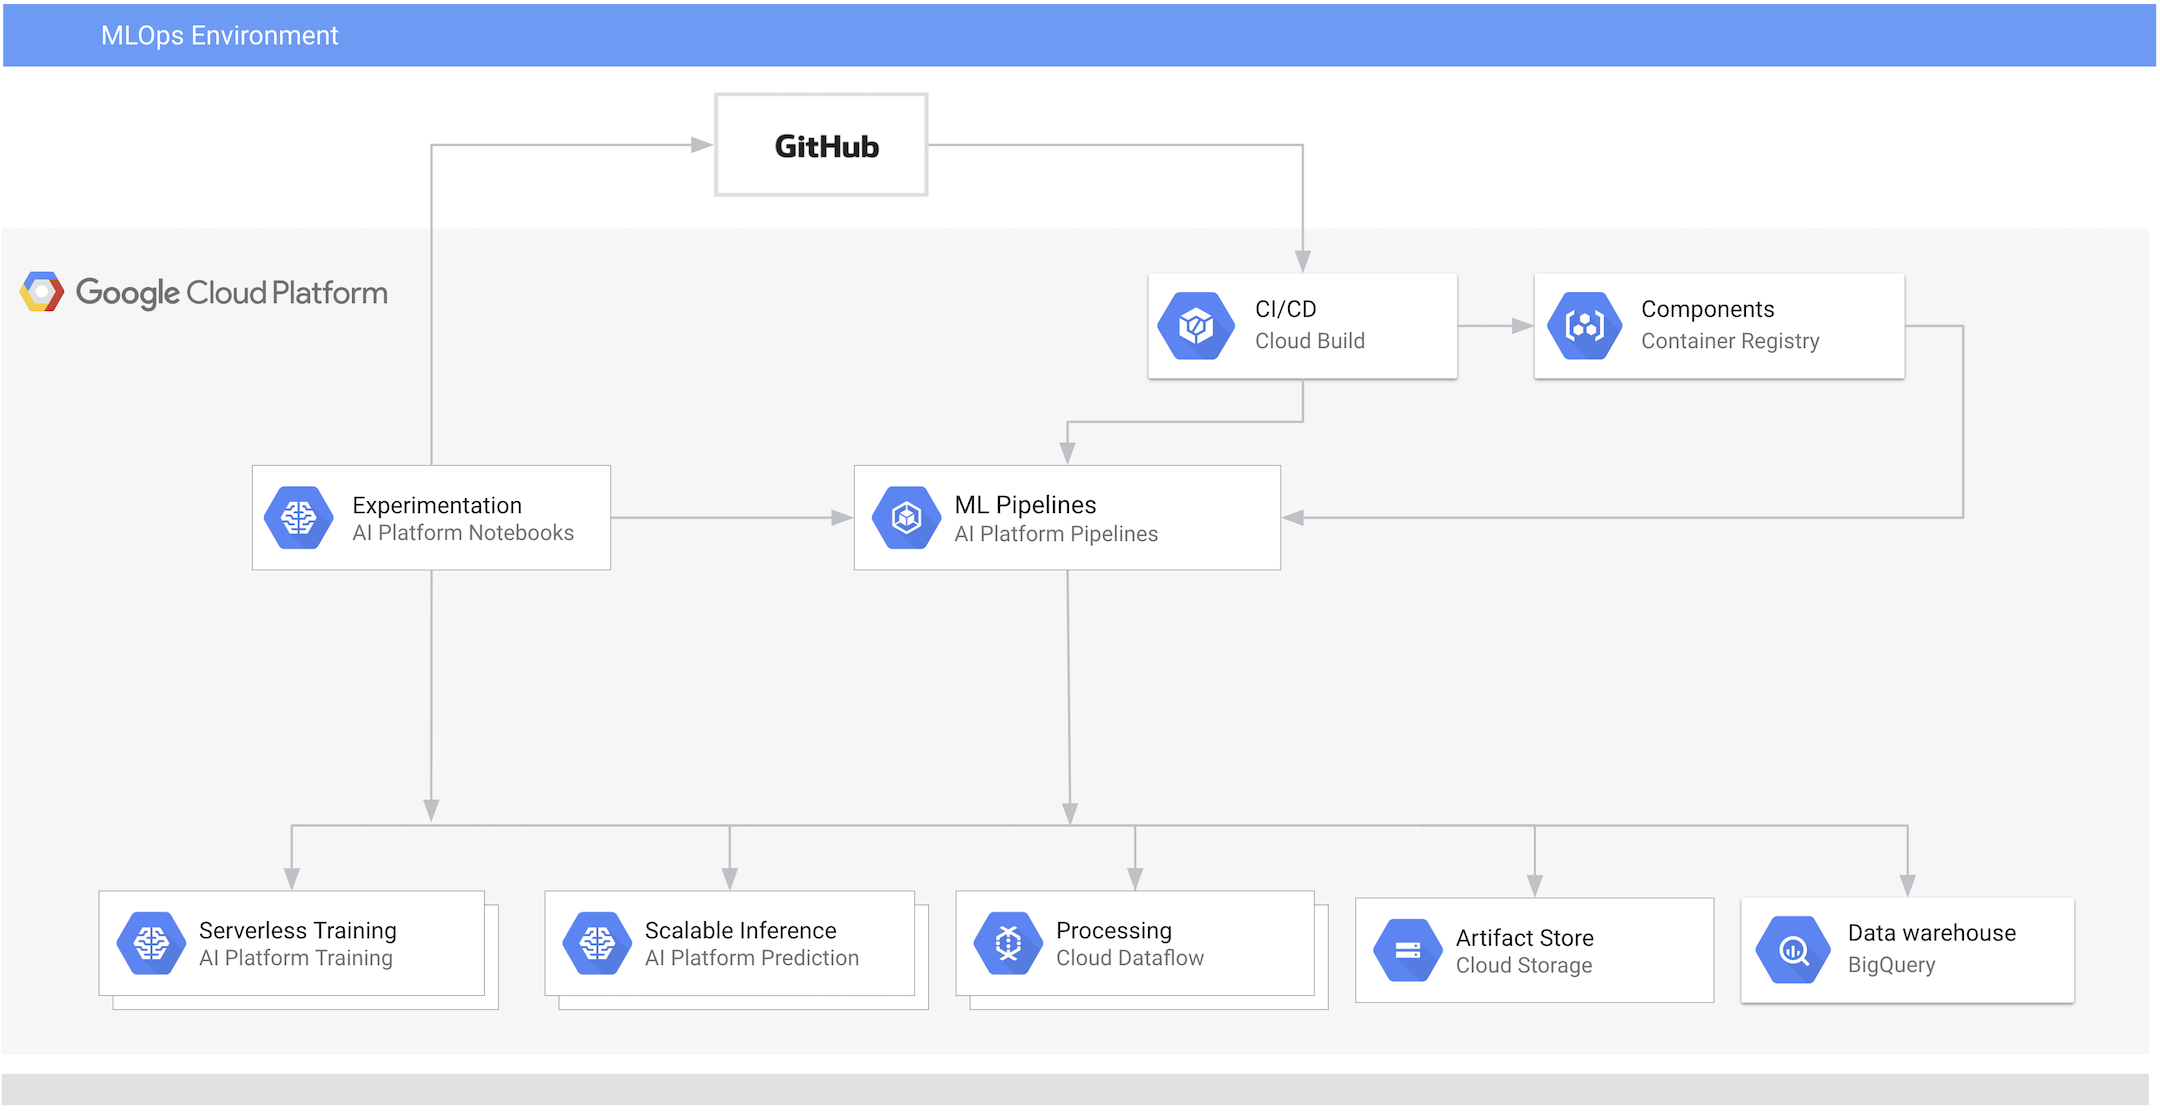 MLOps Environment
GitHub
Google Cloud Platform
CI/CD
Cloud Build
Components
Container Registry
Experimentation
AI Platform Notebooks
ML Pipelines
AI Platform Pipelines
Serverless Training
AI Platform Training
Scalable Inference
AI Platform Prediction
Processing
Cloud Dataflow
Artifact Store
Cloud Storage
Data warehouse
BigQuery